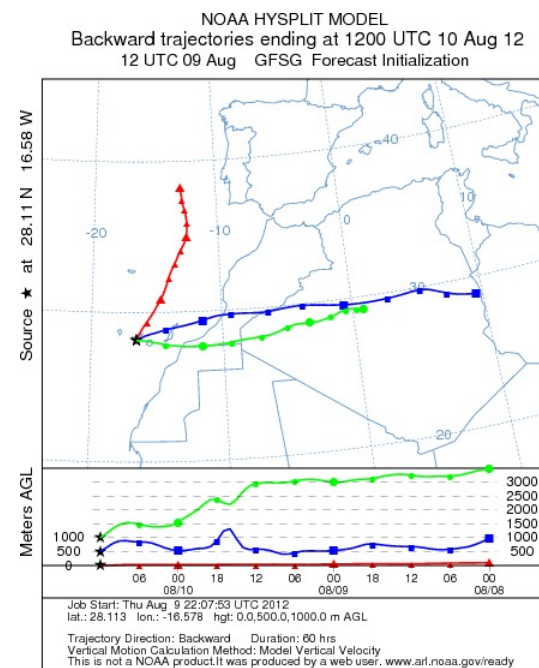 NOAA HYSPLIT MODEL
Backward trajectories ending at 1200 UTC 10 Aug 12
12 UTC 09 Aug GFSG Forecast Initialization
Source ★ at 28.11 N 16.58 W
40
-20
-10
0
10
30
20
Meters AGL
3000
2500
2000
1500
1000
500
1000
500
0
06 00 18 12 06 00 18 12 06 00
08/10 08/09 08/08
Job Start: Thu Aug 9 22:07:53 UTC 2012
lat.: 28.113 lon.: -16.578 hgt: 0.0,500.0,1000.0 m AGL
Trajectory Direction: Backward Duration: 60 hrs
Vertical Motion Calculation Method: Model Vertical Velocity
This is not a NOAA product.It was produced by a web user. www.arl.noaa.gov/ready